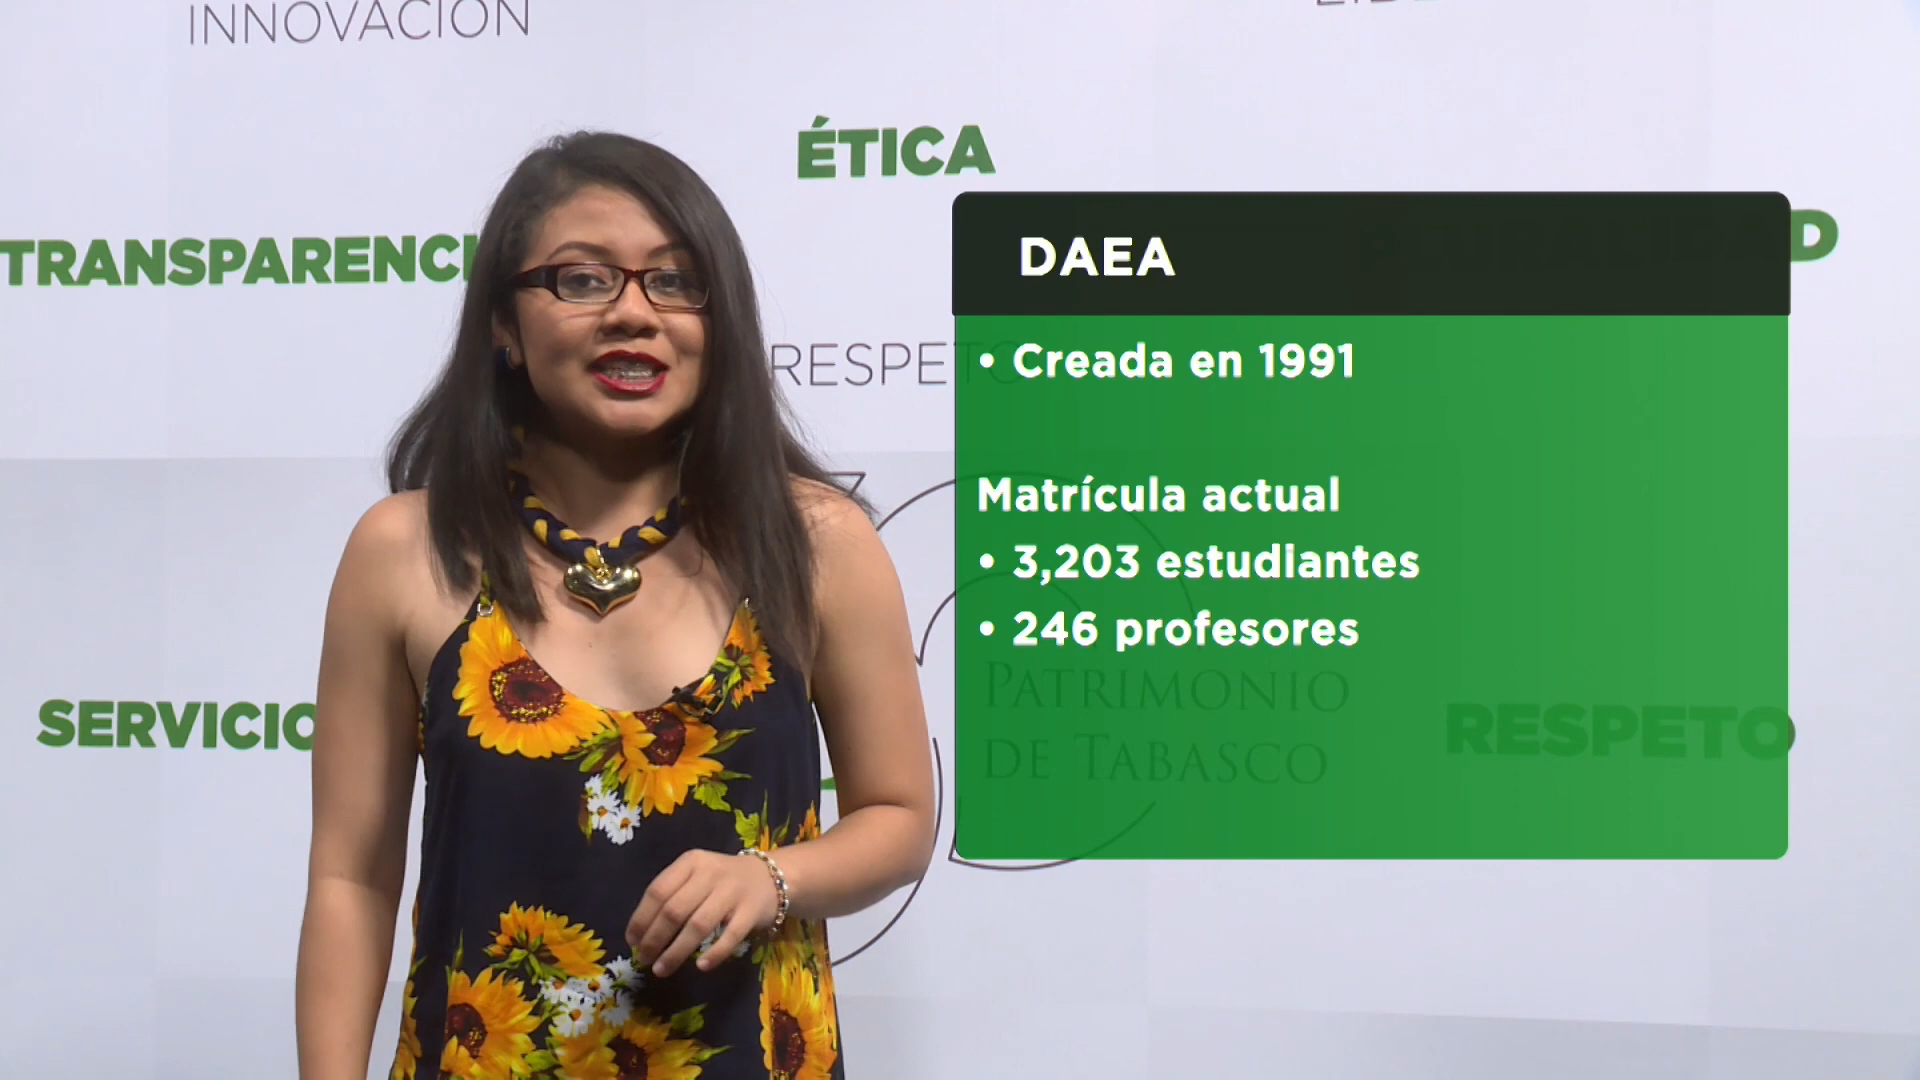 INNOVACIÓN
ÉTICA
TRANSPARENCI
DAEA
RESPETO
• Creada en 1991
Matrícula actual
• 3,203 estudiantes
• 246 profesores
PATRIMONIO
DE TABASCO
SERVICIO
RESPETO